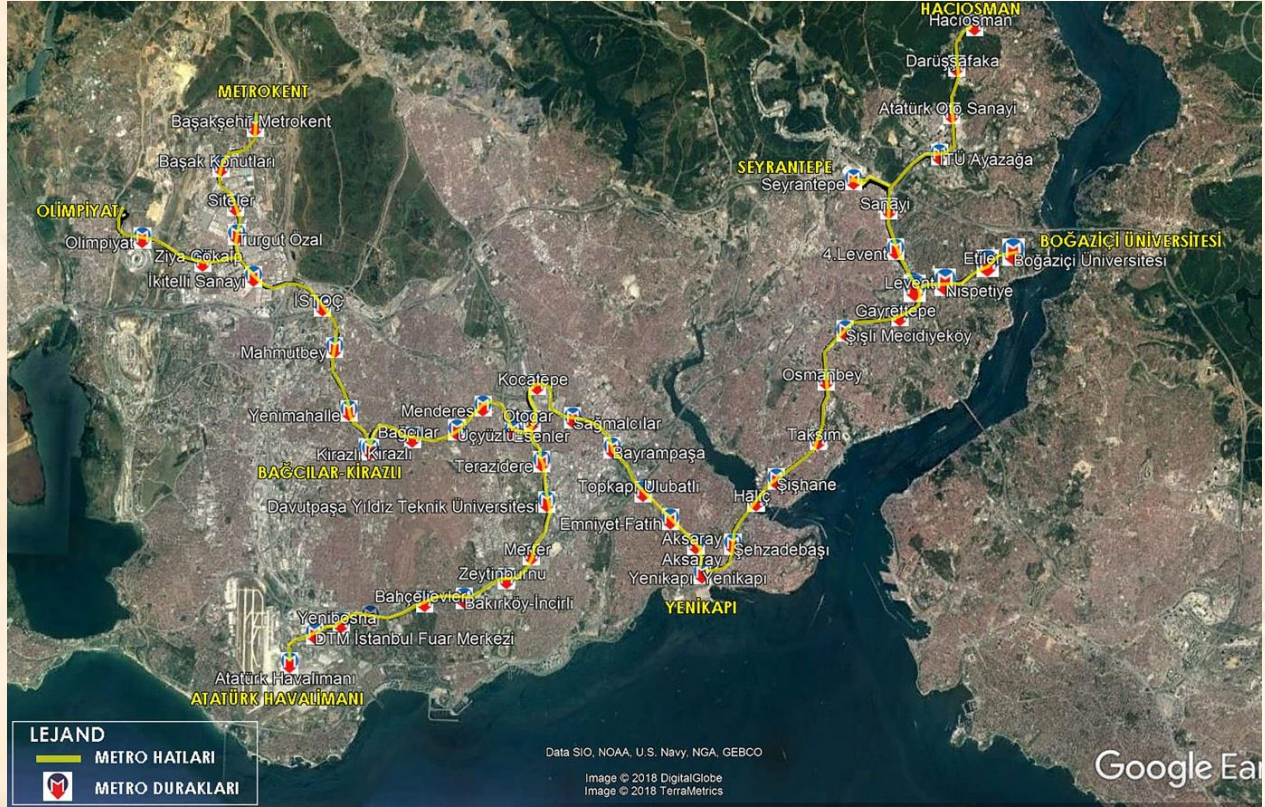 HACIOSMAN
Hacıosman
Darüşşafaka
METROKENT
Başakşehir Metrokent
Atatürk Oto Sanayi
Başak Konutları
İTÜ Ayazağa
SEYRANTEPE
Seyrantepe
Siteler
Sanayi
OLİMPİYAT
Olimpiyat
Turgut Özal
BOĞAZİÇİ ÜNİVERSİTESİ
Ziya Gökalp
4.Levent
Etiler
Boğaziçi Üniversitesi
İkitelli Sanayi
Levent
Nispetiye
İSTOÇ
Gayrettepe
Şişli Mecidiyeköy
Mahmutbey
Osmanbey
Kocatepe
Yenimahalle
Menderes
Otogar
Sağmalcılar
Bağcılar
Üçyüzlü
Esenler
Taksim
Kirazlı
Kirazlı
Bayrampaşa
BAĞCILAR-KİRAZLI
Terazidere
Topkapı Ulubatlı
Şişhane
Haliç
Davutpaşa Yıldız Teknik Üniversitesi
Emniyet-Fatih
Aksaray
Şehzadebaşı
Merter
Aksaray
Zeytinburnu
Yenikapı
Yenikapı
Bahçelievler
Bakırköy-İncirli
YENİKAPI
Yenibosna
DTM İstanbul Fuar Merkezi
Atatürk Havalimanı
ATATÜRK HAVALİMANI
LEJAND
METRO HATLARI
METRO DURAKLARI
Data SIO, NOAA, U.S. Navy, NGA, GEBCO
Image © 2018 DigitalGlobe
Image © 2018 TerraMetrics
Google Ear